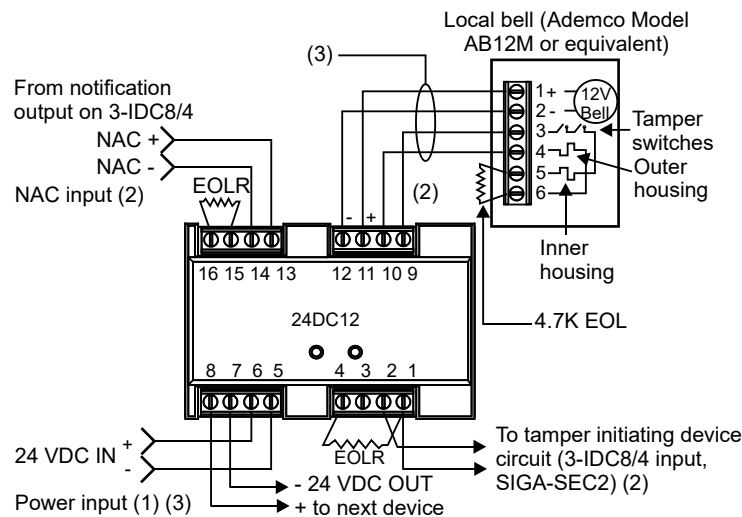 Local bell (Ademco Model
AB12M or equivalent)
(3)
From notification
output on 3-IDC8/4
NAC +
NAC -
NAC input (2)
EOLR
(2)
- +
1 +
2 -
3
4
5
6
12V
Bell
Tamper
switches
Outer
housing
Inner
housing
4.7K EOL
16 15 14 13
12 11 10 9
24DC12
8 7 6 5
4 3 2 1
24 VDC IN + -
Power input (1) (3)
EOLR
- 24 VDC OUT
+ to next device
To tamper initiating device
circuit (3-IDC8/4 input,
SIGA-SEC2) (2)